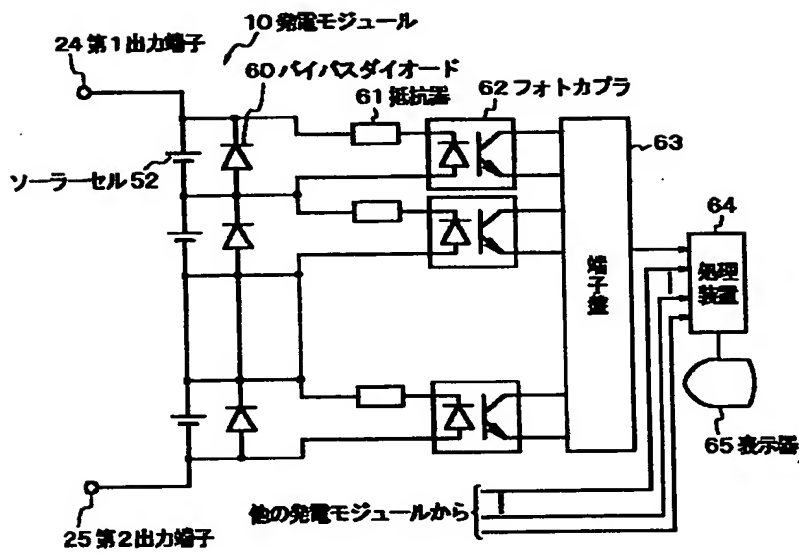 10 発電モジュール
24 第1出力端子
60 バイパスダイオード
61 抵抗器
62 フォトカプラ
63
ソーラーセル 52
64
端子盤
処理
装置
65 表示器
他の発電モジュールから
25 第2出力端子